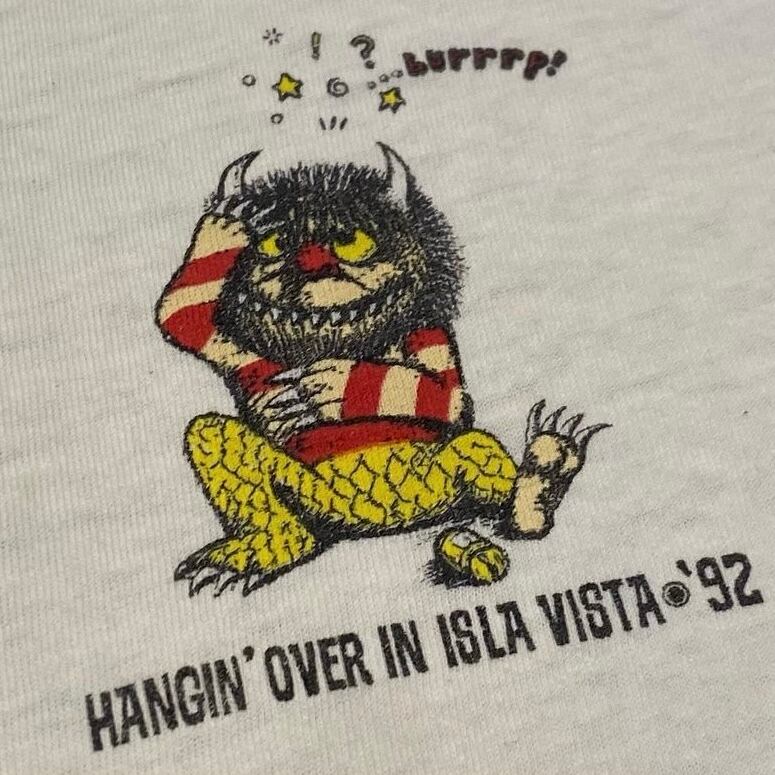 ! ?
burrrp!
HANGIN' OVER IN ISLA VISTA '92